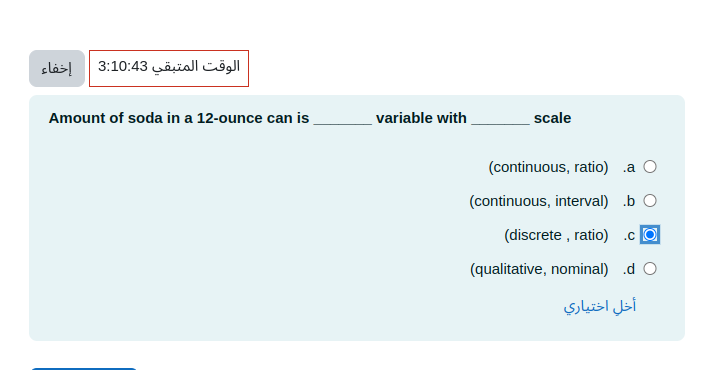 إخفاء
الوقت المتبقي 3:10:43
Amount of soda in a 12-ounce can is _______ variable with _______ scale
(continuous, ratio) .a
(continuous, interval) .b
(discrete , ratio) .c
(qualitative, nominal) .d
أخلِ اختياري